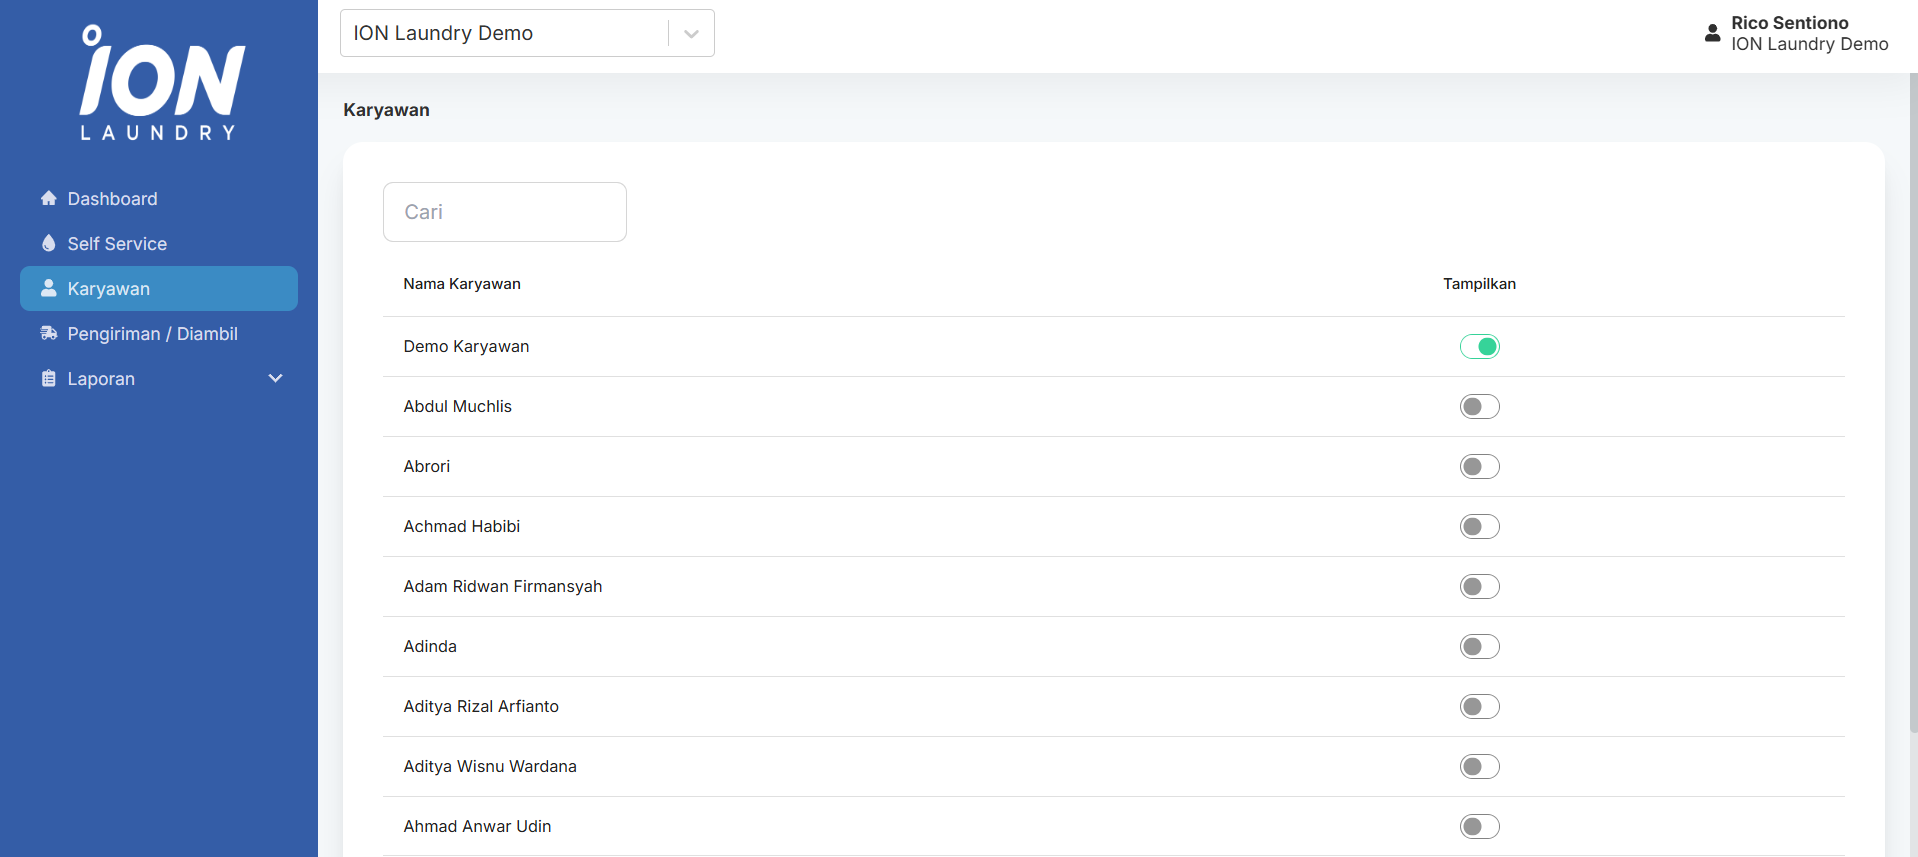 ION
LAUNDRY
Dashboard
Self Service
Karyawan
Pengiriman / Diambil
Laporan
ION Laundry Demo
Rico Sentiono
ION Laundry Demo
Karyawan
Cari
Nama Karyawan Tampilkan
Demo Karyawan
Abdul Muchlis
Abrori
Achmad Habibi
Adam Ridwan Firmansyah
Adinda
Aditya Rizal Arfianto
Aditya Wisnu Wardana
Ahmad Anwar Udin